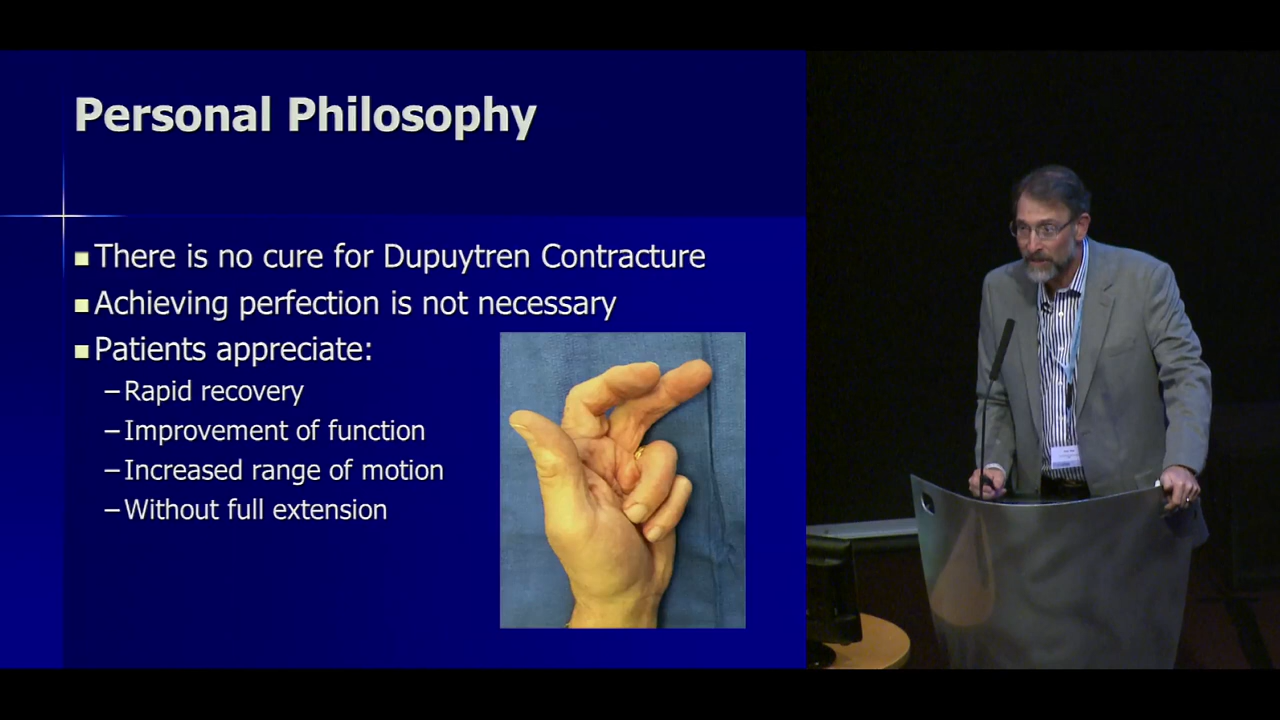 Personal Philosophy
There is no cure for Dupuytren Contracture
Achieving perfection is not necessary
Patients appreciate:
–Rapid recovery
–Improvement of function
–Increased range of motion
–Without full extension